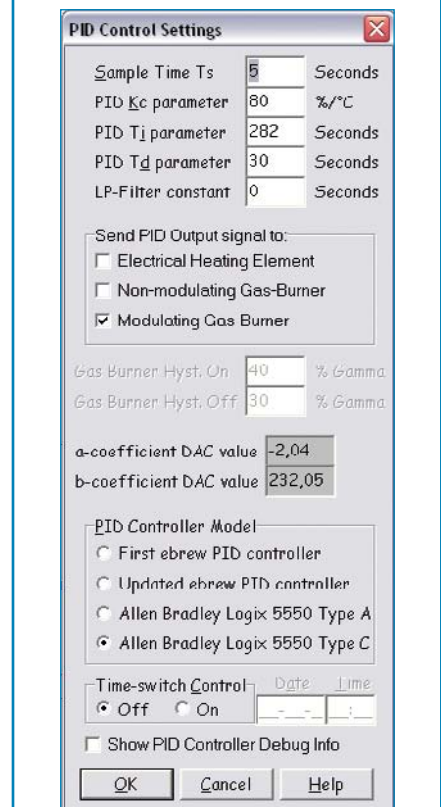 PID Control Settings
Sample Time Ts 5 Seconds
PID Kc parameter 80 %/°C
PID Ti parameter 282 Seconds
PID Td parameter 30 Seconds
LP-Filter constant 0 Seconds
Send PID Output signal to:
Electrical Heating Element
Non-modulating Gas-Burner
Modulating Gas Burner
Gas Burner Hyst. On 40 % Gamma
Gas Burner Hyst. Off 30 % Gamma
a-coefficient DAC value -2,04
b-coefficient DAC value 232,05
PID Controller Model
First ebrew PID controller
Updated ebrew PID controller
Allen Bradley Logix 5550 Type A
Allen Bradley Logix 5550 Type C
Time-switch Control Date Time
Off On __-__-__ __:__
Show PID Controller Debug Info
OK Cancel Help